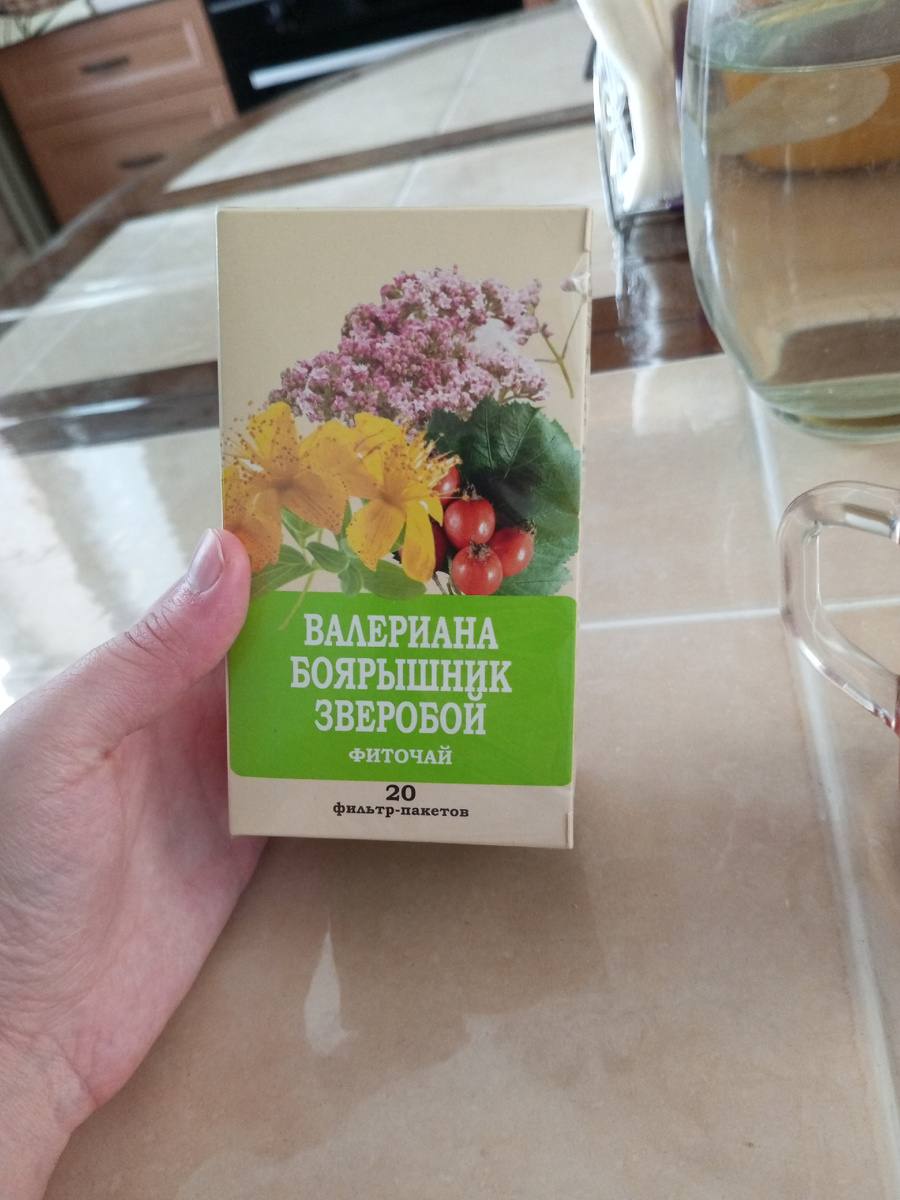 ВАЛЕРИАНА
БОЯРЫШНИК
ЗВЕРОБОЙ
ФИТОЧАЙ
20
фильтр-пакетов